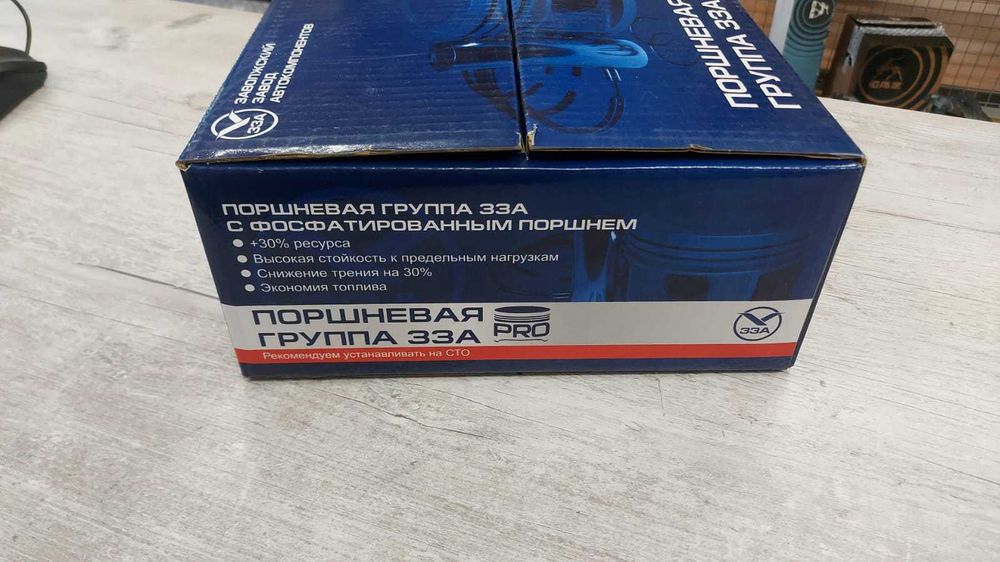 ЗАВОЛЖСКИЙ
ЗАВОД
АВТОКОМПОНЕНТОВ
ЗЗА
ПОРШНЕВАЯ
ГРУППА ЗЗА
ПОРШНЕВАЯ ГРУППА ЗЗА
С ФОСФАТИРОВАННЫМ ПОРШНЕМ
● +30% ресурса
● Высокая стойкость к предельным нагрузкам
● Снижение трения на 30%
● Экономия топлива
ПОРШНЕВАЯ
ГРУППА ЗЗА
PRO
ЗЗА
Рекомендуем устанавливать на СТО